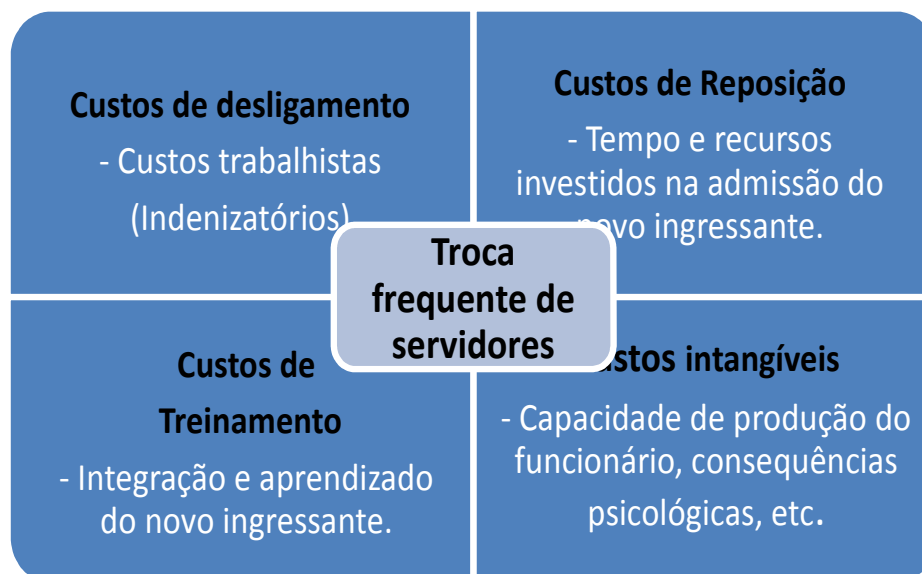 Custos de desligamento
- Custos trabalhistas
(Indenizatórios)
Custos de Reposição
- Tempo e recursos
investidos na admissão do
novo ingressante.
Troca
frequente de
servidores
Custos de
Treinamento
- Integração e aprendizado
do novo ingressante.
Custos intangíveis
- Capacidade de produção do
funcionário, consequências
psicológicas, etc.